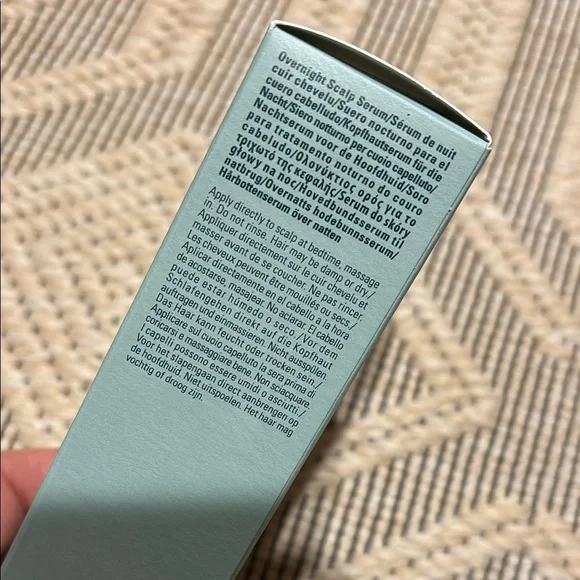 Overnight Scalp Serum/Sérum de nuit
cuir chevelu/Suero nocturno para el
cuero cabelludo/Kopfhautserum für die
Nacht/Siero notturno per cuoio capelluto/
Nachtserum voor de Hoofdhuid/Soro
para tratamento noturno do couro
cabeludo/Ολονύκτιος ορός για το
τριχωτό της κεφαλής/Serum do skóry
głowy na noc/Hovedbundsserum til
natbrug/Overnatts hodebunnsserum/
Hårbottenserum över natten
Apply directly to scalp at bedtime, massage
in. Do not rinse. Hair may be damp or dry./
Appliquer directement sur le cuir chevelu et
masser avant de se coucher. Ne pas rincer.
Les cheveux peuvent être mouillés ou secs./
Aplicar directamente en el cabello a la hora
de acostarse, masajear. No aclarar. El cabello
puede estar húmedo o seco/Vor dem
Schlafengehen direkt auf die Kopfhaut
auftragen und einmassieren. Nicht ausspülen.
Das Haar kann feucht oder trocken sein./
Applicare sur cuoio capelluto la sera prima di
coricarsi e massaggiare bene. Non sciacquare.
I capelli possono essere umidi o asciutti./
Voor het slapengaan direct aanbrengen op
de hoofdhuid. Niet uitspoelen. Het haar mag
vochtig of droog zijn.